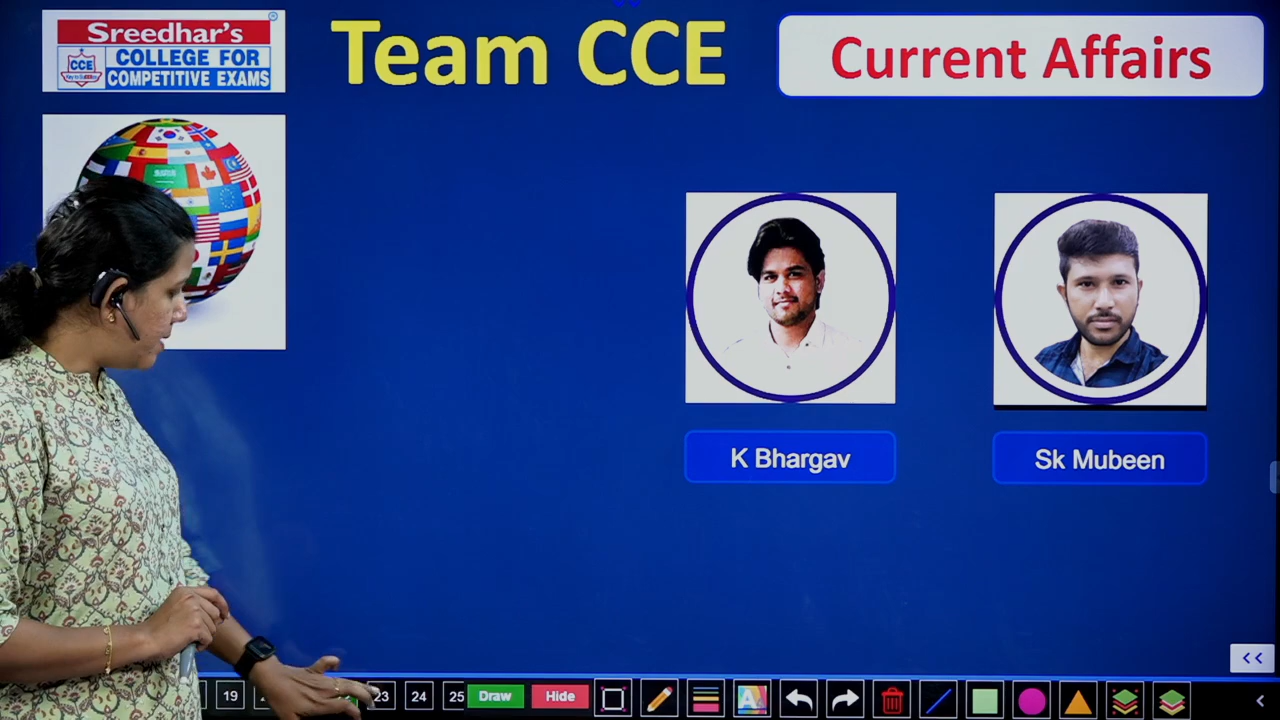 Sreedhar's
CCE
COLLEGE FOR
COMPETITIVE EXAMS
Team CCE
Current Affairs
K Bhargav
Sk Mubeen
<<
19
23
24
25
Draw
Hide
<